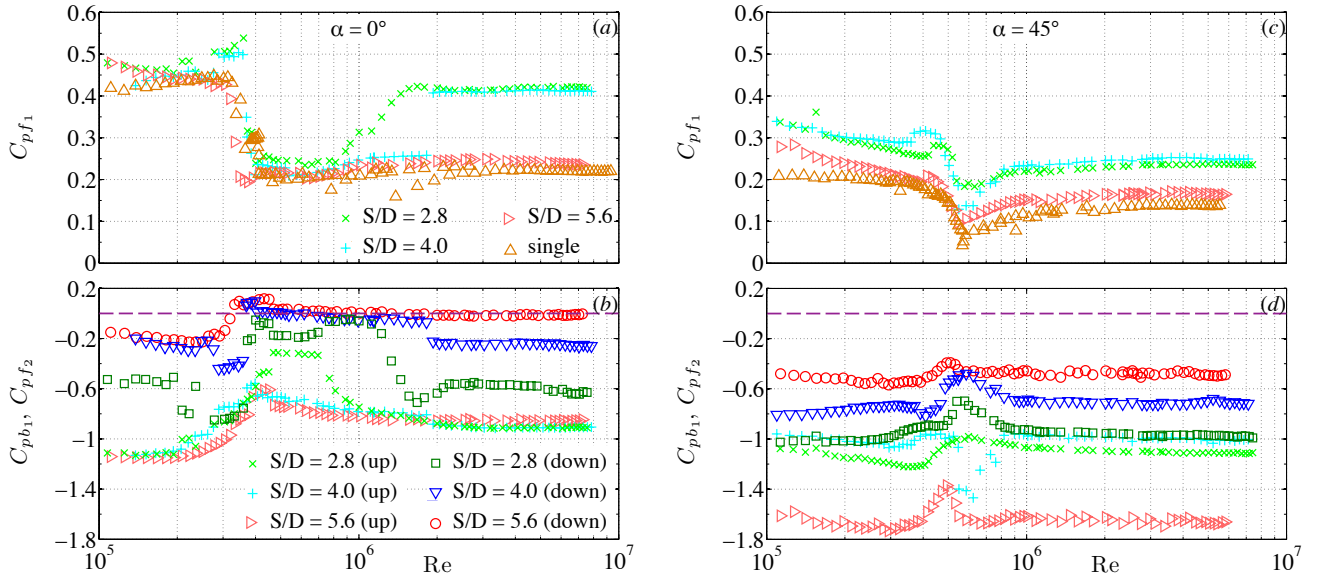 0.6
0.5
0.4
0.3
0.2
0.1
0
C_{pf_1}
α = 0°
(a)
S/D = 2.8
S/D = 4.0
S/D = 5.6
single
0.6
0.5
0.4
0.3
0.2
0.1
0
C_{pf_1}
α = 45°
(c)
0.2
−0.2
−0.6
−1
−1.4
−1.8
C_{pb_1}, C_{pf_2}
(b)
S/D = 2.8 (up)
S/D = 4.0 (up)
S/D = 5.6 (up)
S/D = 2.8 (down)
S/D = 4.0 (down)
S/D = 5.6 (down)
10^5
Re
10^6
10^7
0.2
−0.2
−0.6
−1
−1.4
−1.8
C_{pb_1}, C_{pf_2}
(d)
10^5
10^6
Re
10^7